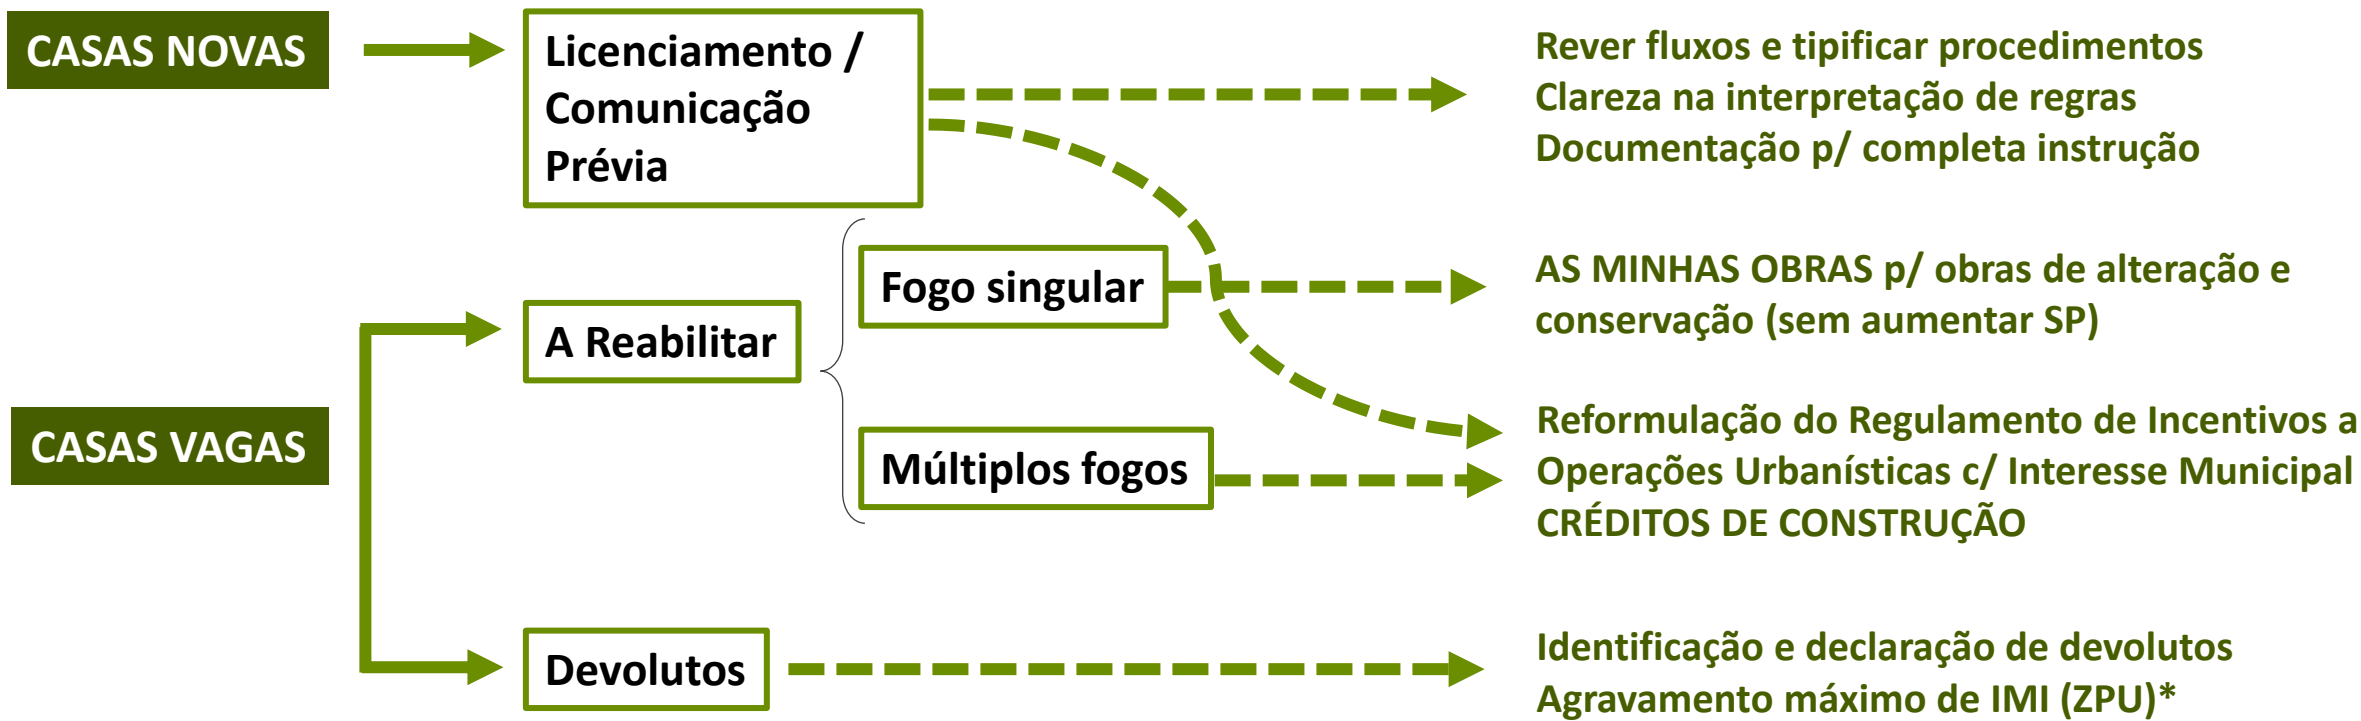 CASAS NOVAS
Licenciamento /
Comunicação
Prévia
Rever fluxos e tipificar procedimentos
Clareza na interpretação de regras
Documentação p/ completa instrução
CASAS VAGAS
A Reabilitar
Fogo singular
AS MINHAS OBRAS p/ obras de alteração e
conservação (sem aumentar SP)
Múltiplos fogos
Reformulação do Regulamento de Incentivos a
Operações Urbanísticas c/ Interesse Municipal
CRÉDITOS DE CONSTRUÇÃO
Devolutos
Identificação e declaração de devolutos
Agravamento máximo de IMI (ZPU)*